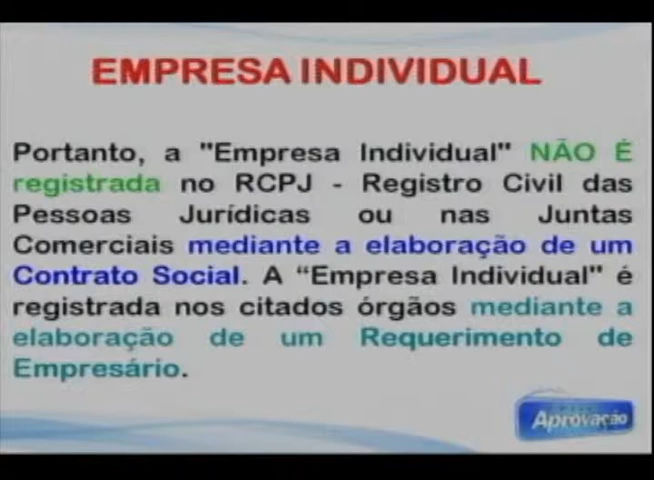 EMPRESA INDIVIDUAL
Portanto, a "Empresa Individual" NÃO É
registrada no RCPJ - Registro Civil das
Pessoas Jurídicas ou nas Juntas
Comerciais mediante a elaboração de um
Contrato Social. A “Empresa Individual" é
registrada nos citados órgãos mediante a
elaboração de um Requerimento de
Empresário.
Aprovação